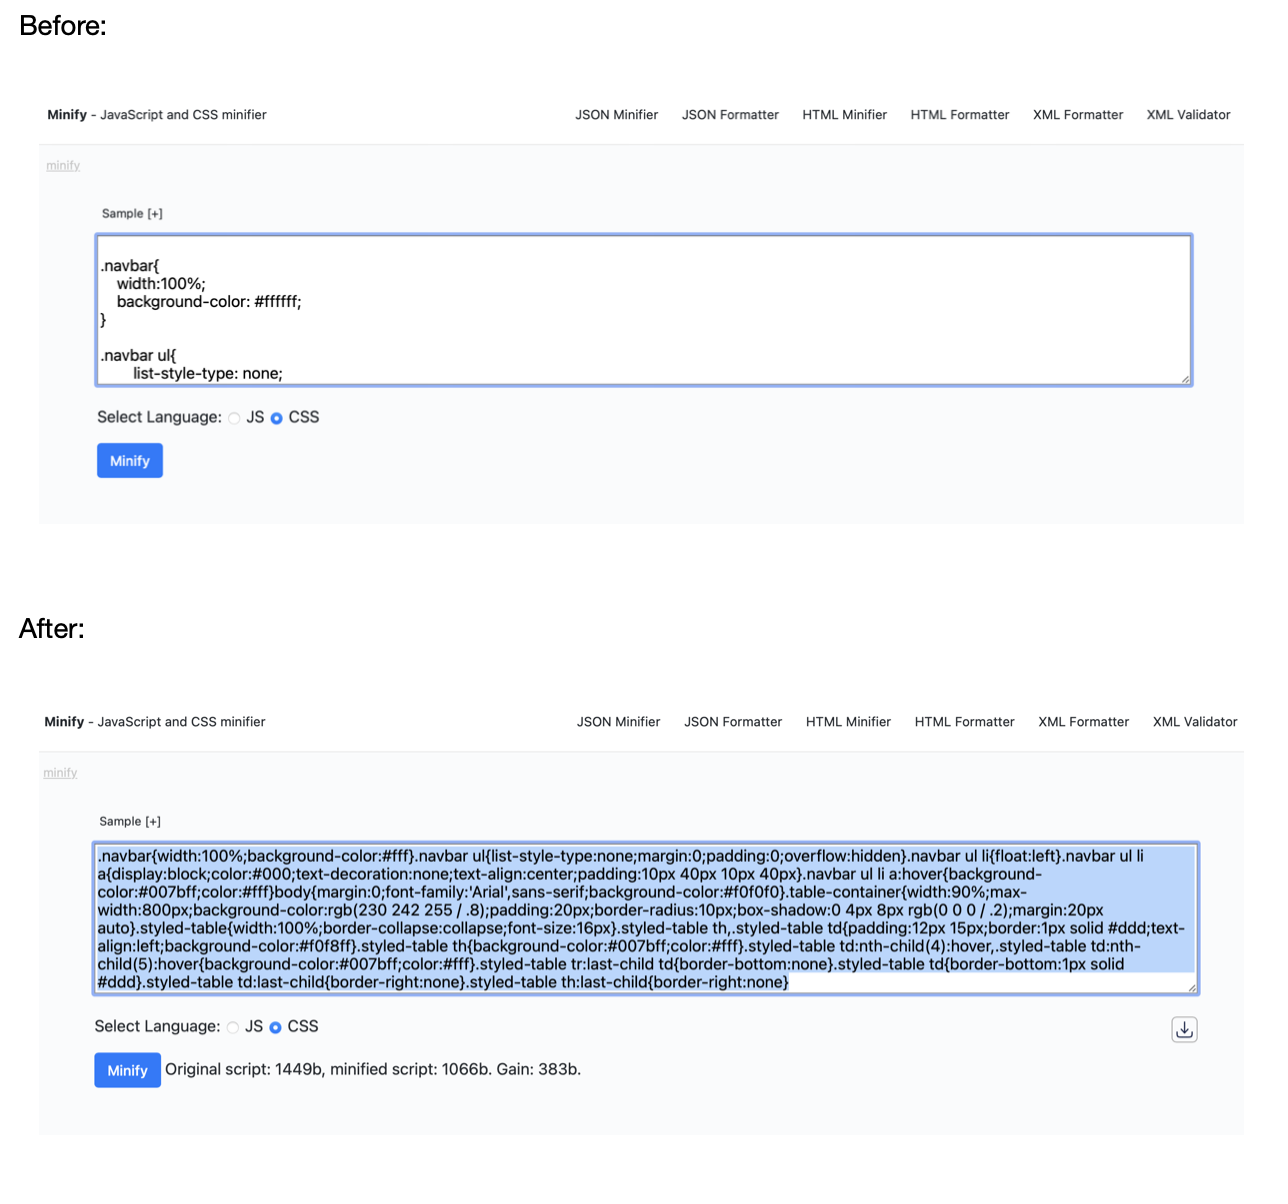 Before:
Minify - JavaScript and CSS minifier JSON Minifier JSON Formatter HTML Minifier HTML Formatter XML Formatter XML Validator
minify
Sample [+]
.navbar{
width:100%;
background-color: #ffffff;
}
.navbar ul{
list-style-type: none;
Select Language: JS CSS
Minify
After:
Minify - JavaScript and CSS minifier JSON Minifier JSON Formatter HTML Minifier HTML Formatter XML Formatter XML Validator
minify
Sample [+]
.navbar{width:100%;background-color:#fff}.navbar ul{list-style-type:none;margin:0;padding:0;overflow:hidden}.navbar ul li{float:left}.navbar ul li
a{display:block;color:#000;text-decoration:none;text-align:center;padding:10px 40px 10px 40px}.navbar ul li a:hover{background-
color:#007bff;color:#fff}body{margin:0;font-family:'Arial',sans-serif;background-color:#f0f0f0}.table-container{width:90%;max-
width:800px;background-color:rgb(230 242 255 / .8);padding:20px;border-radius:10px;box-shadow:0 4px 8px rgb(0 0 0 / .2);margin:20px
auto}.styled-table{width:100%;border-collapse:collapse;font-size:16px}.styled-table th,.styled-table td{padding:12px 15px;border:1px solid #ddd;text-
align:left;background-color:#f0f8ff}.styled-table th{background-color:#007bff;color:#fff}.styled-table td:nth-child(4):hover,.styled-table td:nth-
child(5):hover{background-color:#007bff;color:#fff}.styled-table tr:last-child td{border-bottom:none}.styled-table td{border-bottom:1px solid
#ddd}.styled-table td:last-child{border-right:none}.styled-table th:last-child{border-right:none}
Select Language: JS CSS
Minify Original script: 1449b, minified script: 1066b. Gain: 383b.